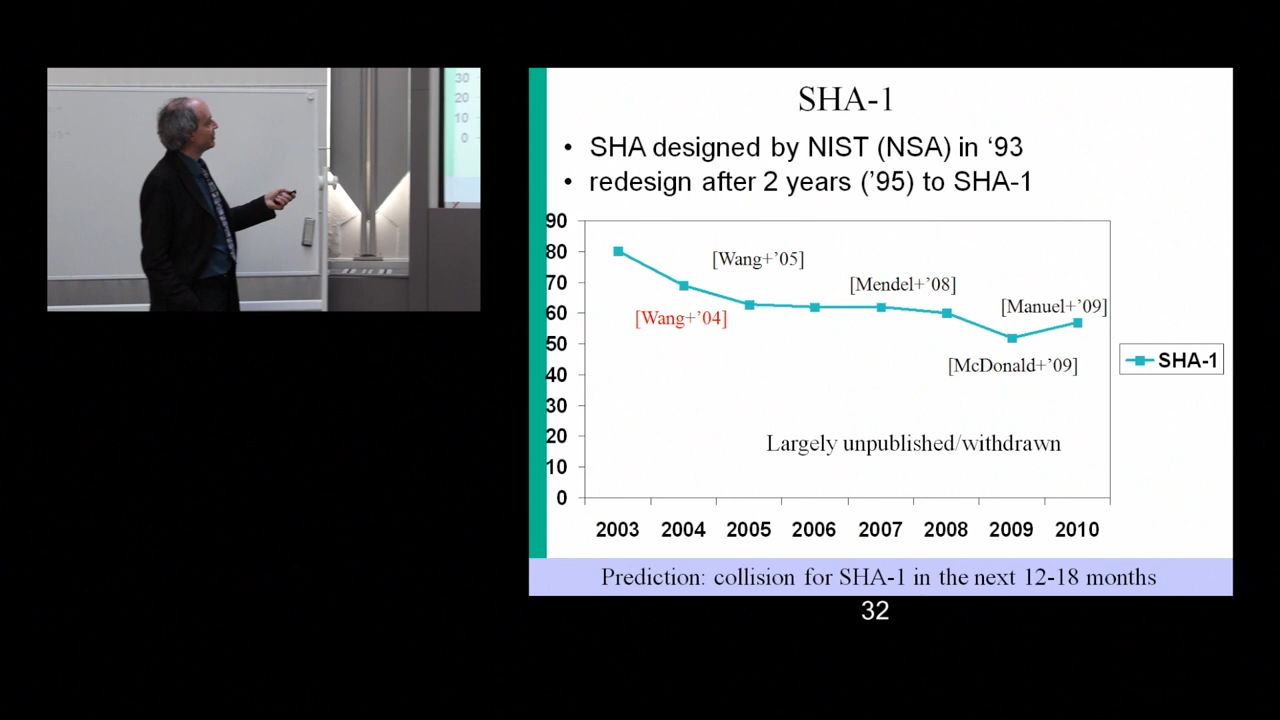 30
20
10
0
SHA-1
• SHA designed by NIST (NSA) in ‘93
• redesign after 2 years (’95) to SHA-1
90
80
70
60
50
40
30
20
10
0
[Wang+’05]
[Wang+’04]
[Mendel+’08]
[Manuel+’09]
[McDonald+’09]
SHA-1
Largely unpublished/withdrawn
2003 2004 2005 2006 2007 2008 2009 2010
Prediction: collision for SHA-1 in the next 12-18 months
32